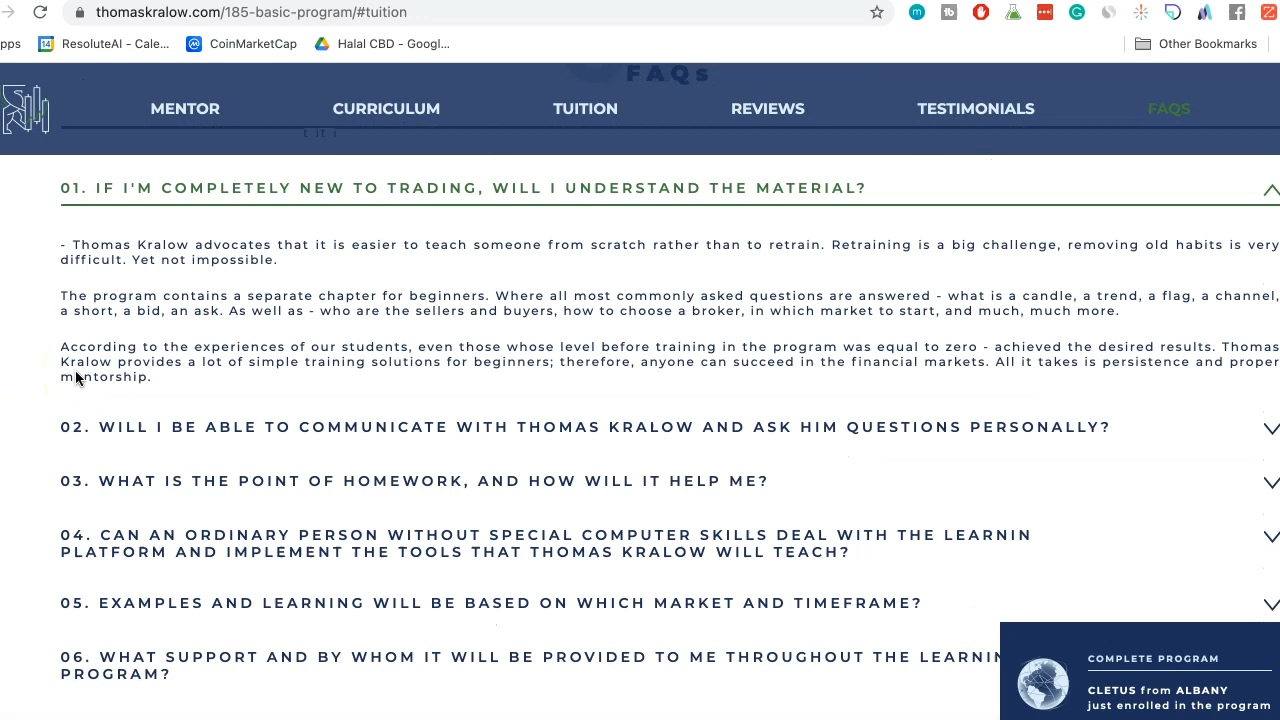 thomaskralow.com/185-basic-program/#tuition
pps
14
ResoluteAI - Cale...
CoinMarketCap
Halal CBD - Googl...
Other Bookmarks
FAQs
MENTOR
CURRICULUM
TUITION
REVIEWS
TESTIMONIALS
FAQS
01. IF I'M COMPLETELY NEW TO TRADING, WILL I UNDERSTAND THE MATERIAL?
- Thomas Kralow advocates that it is easier to teach someone from scratch rather than to retrain. Retraining is a big challenge, removing old habits is very
difficult. Yet not impossible.
The program contains a separate chapter for beginners. Where all most commonly asked questions are answered - what is a candle, a trend, a flag, a channel,
a short, a bid, an ask. As well as - who are the sellers and buyers, how to choose a broker, in which market to start, and much, much more.
According to the experiences of our students, even those whose level before training in the program was equal to zero - achieved the desired results. Thomas
Kralow provides a lot of simple training solutions for beginners; therefore, anyone can succeed in the financial markets. All it takes is persistence and proper
mentorship.
02. WILL I BE ABLE TO COMMUNICATE WITH THOMAS KRALOW AND ASK HIM QUESTIONS PERSONALLY?
03. WHAT IS THE POINT OF HOMEWORK, AND HOW WILL IT HELP ME?
04. CAN AN ORDINARY PERSON WITHOUT SPECIAL COMPUTER SKILLS DEAL WITH THE LEARNIN
PLATFORM AND IMPLEMENT THE TOOLS THAT THOMAS KRALOW WILL TEACH?
05. EXAMPLES AND LEARNING WILL BE BASED ON WHICH MARKET AND TIMEFRAME?
06. WHAT SUPPORT AND BY WHOM IT WILL BE PROVIDED TO ME THROUGHOUT THE LEARNIN
PROGRAM?
COMPLETE PROGRAM
CLETUS from ALBANY
just enrolled in the program